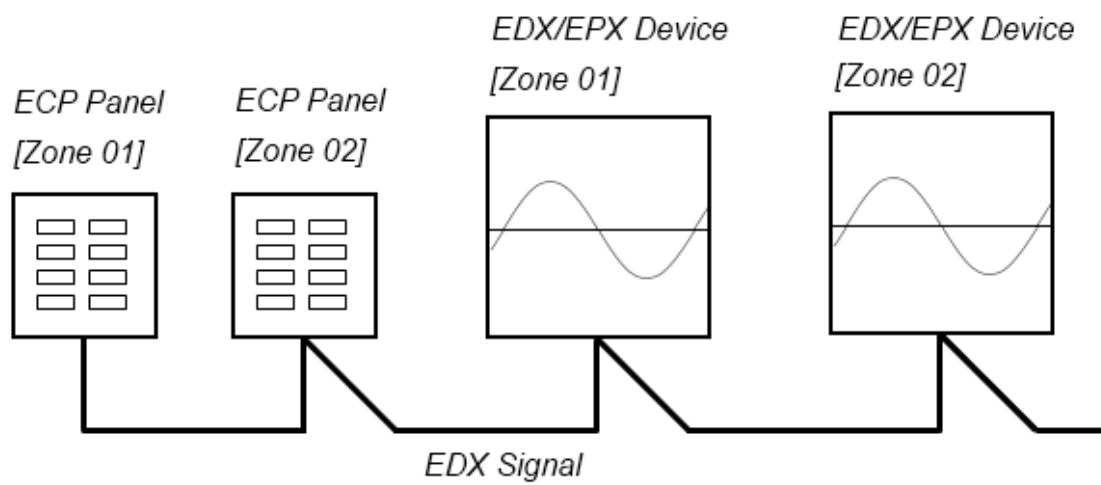 ECP Panel
[Zone 01]
ECP Panel
[Zone 02]
EDX/EPX Device
[Zone 01]
EDX/EPX Device
[Zone 02]
EDX Signal